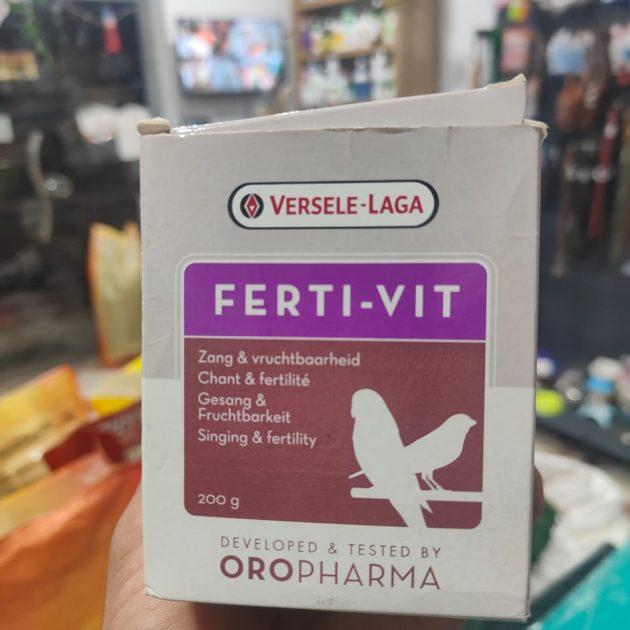 VERSELE-LAGA
FERTI-VIT
Zang & vruchtbaarheid
Chant & fertilité
Gesang &
Fruchtbarkeit
Singing & fertility
200 g
DEVELOPED & TESTED BY
OROPHARMA